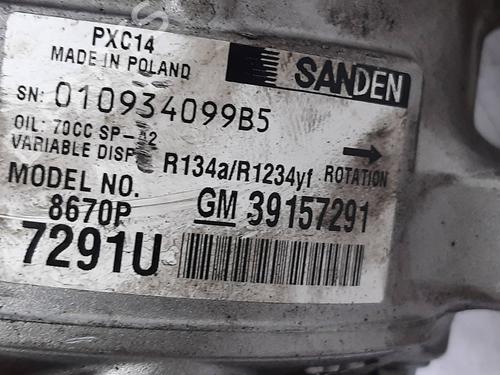 PXC14
MADE IN POLAND
SANDEN
SN: 010934099B5
OIL: 70CC SP-A2
VARIABLE DISP
R134a/R1234yf ROTATION
MODEL NO.
8670P
GM 39157291
7291U